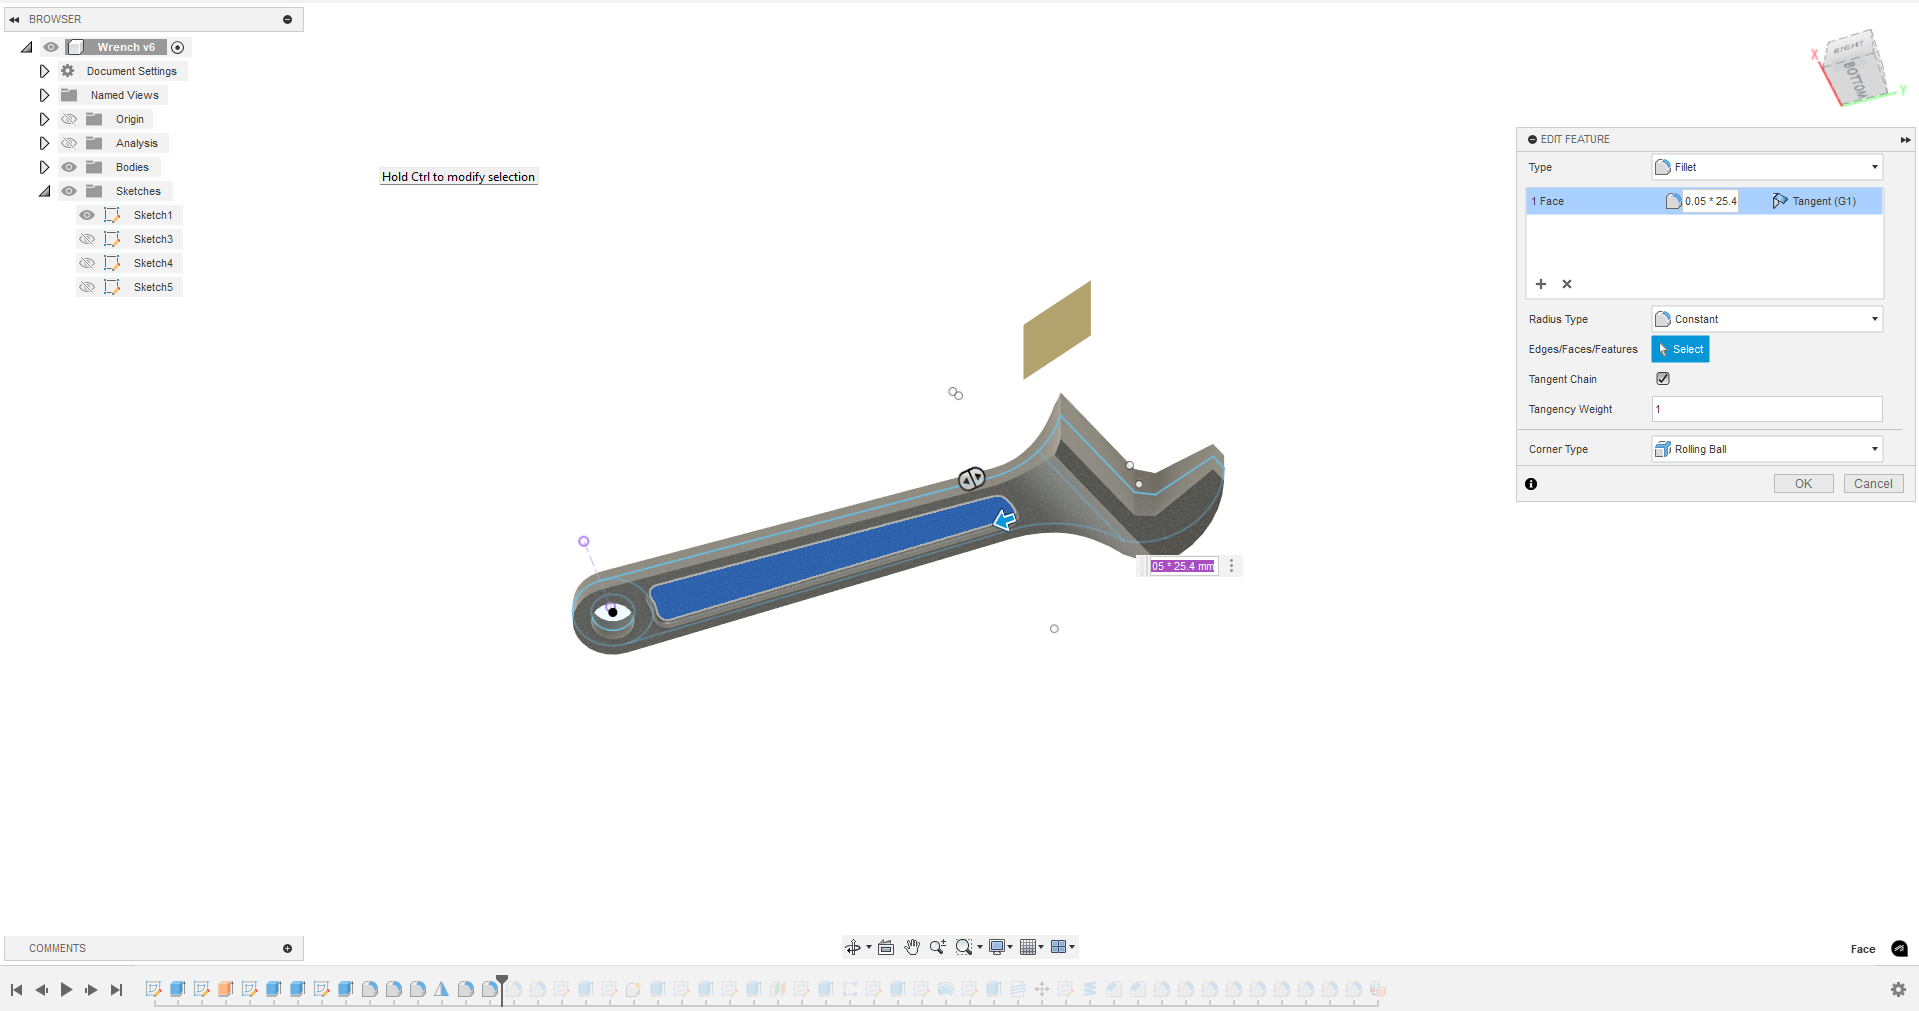 BROWSER
Wrench v6
Document Settings
Named Views
Origin
Analysis
Bodies
Sketches
Sketch1
Sketch3
Sketch4
Sketch5
Hold Ctrl to modify selection
RIGHT
BOTTOM
X
Y
EDIT FEATURE
Type Fillet
1 Face 0.05 * 25.4 Tangent (G1)
Radius Type Constant
Edges/Faces/Features Select
Tangent Chain
Tangency Weight 1
Corner Type Rolling Ball
OK Cancel
05 * 25.4 mm
COMMENTS
Face